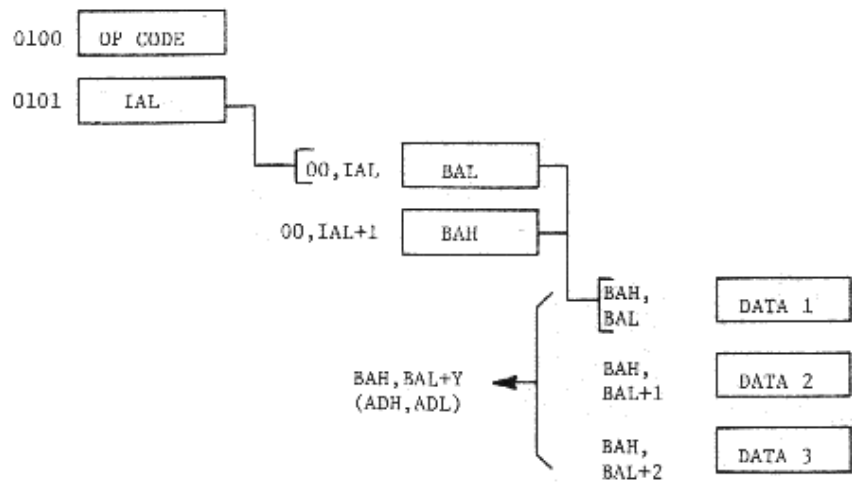 0100 OP CODE
0101 IAL
00,IAL BAL
00,IAL+1 BAH
BAH,
BAL DATA 1
BAH,BAL+Y
(ADH,ADL)
BAH,
BAL+1 DATA 2
BAH,
BAL+2 DATA 3